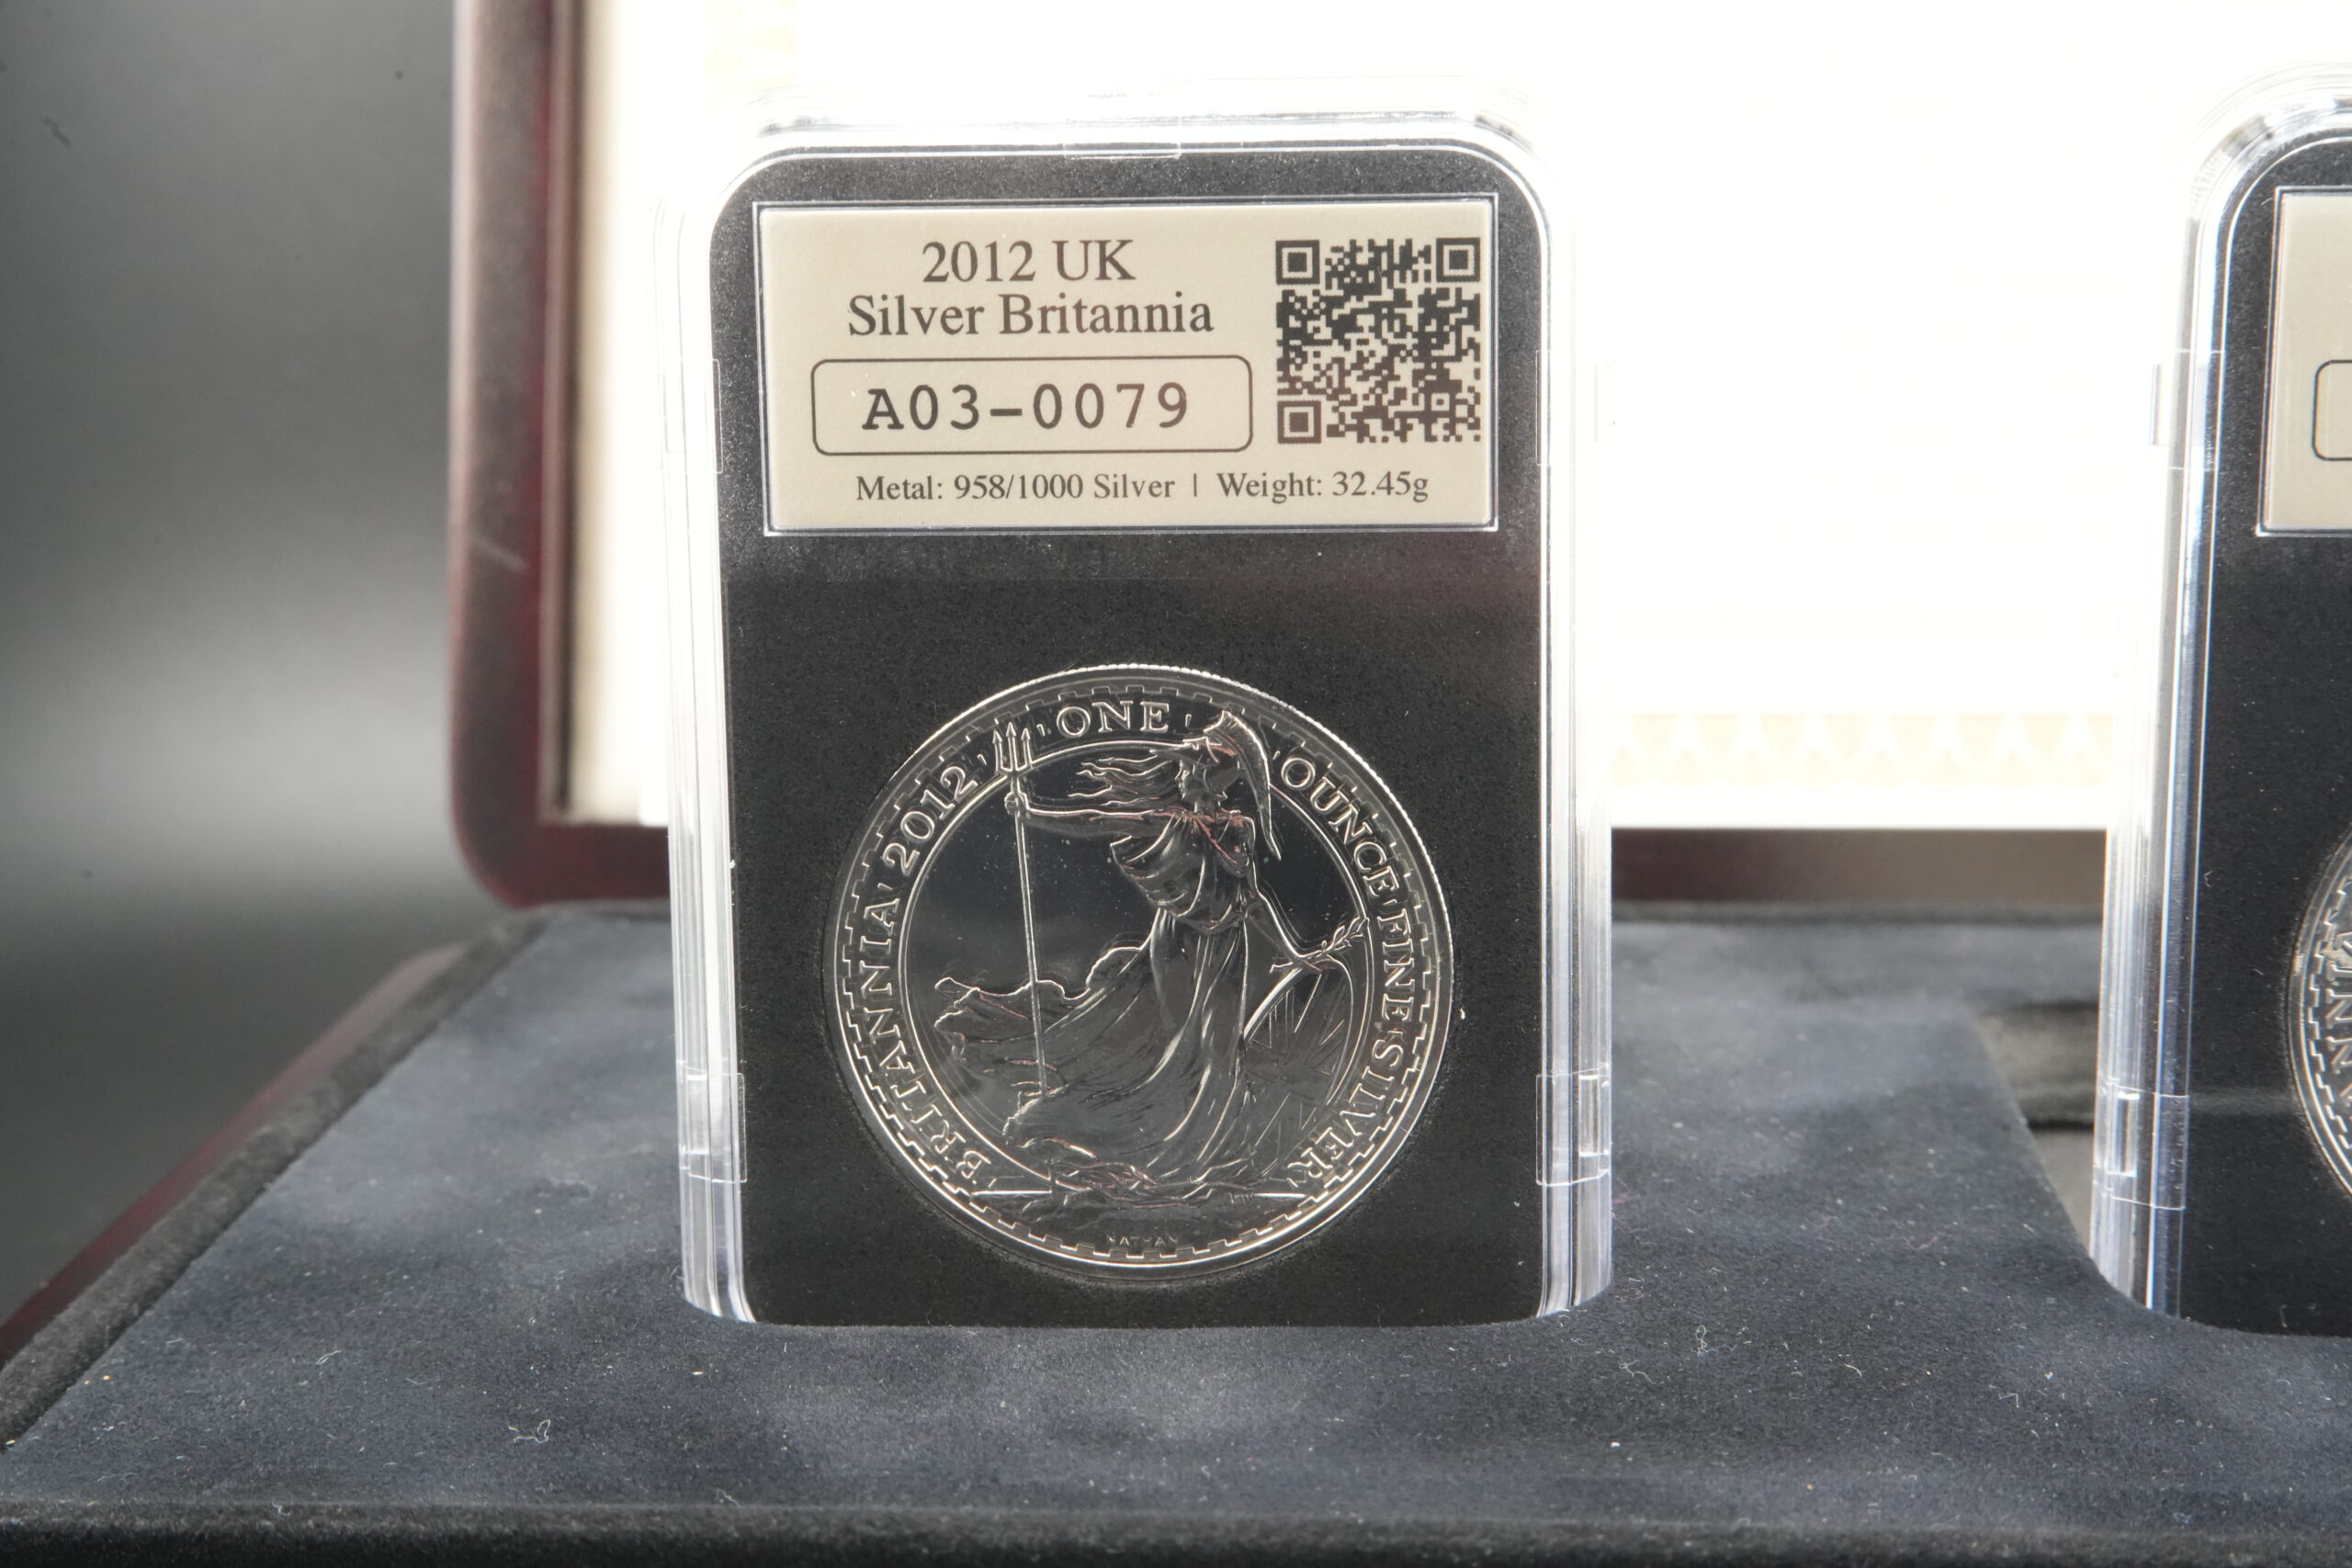 2012 UK
Silver Britannia
A03-0079
Metal: 958/1000 Silver | Weight: 32.45g
BRITANNIA 2012 ONE OUNCE FINE SILVER
NATHAN